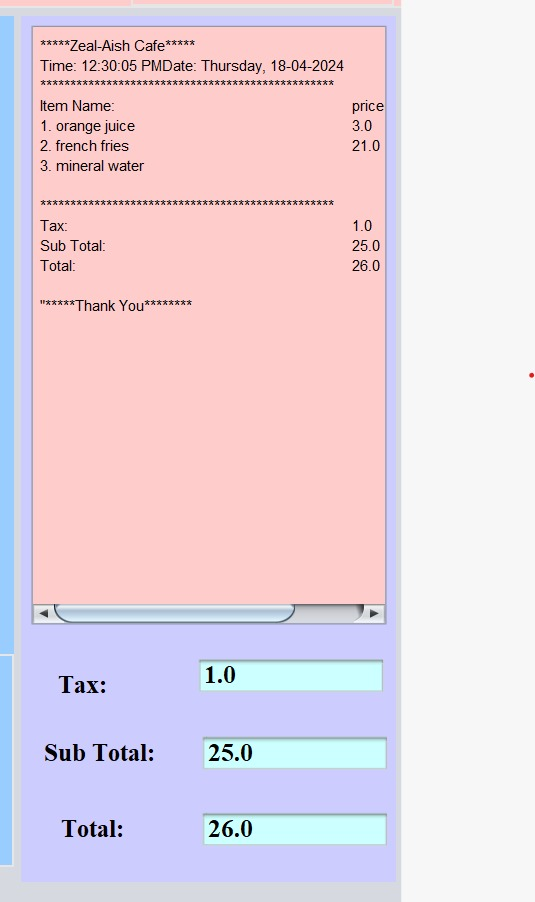 *****Zeal-Aish Cafe*****
Time: 12:30:05 PMDate: Thursday, 18-04-2024
*************************************************
Item Name: price
1. orange juice 3.0
2. french fries 21.0
3. mineral water
*************************************************
Tax: 1.0
Sub Total: 25.0
Total: 26.0
"*****Thank You********
Tax: 1.0
Sub Total: 25.0
Total: 26.0